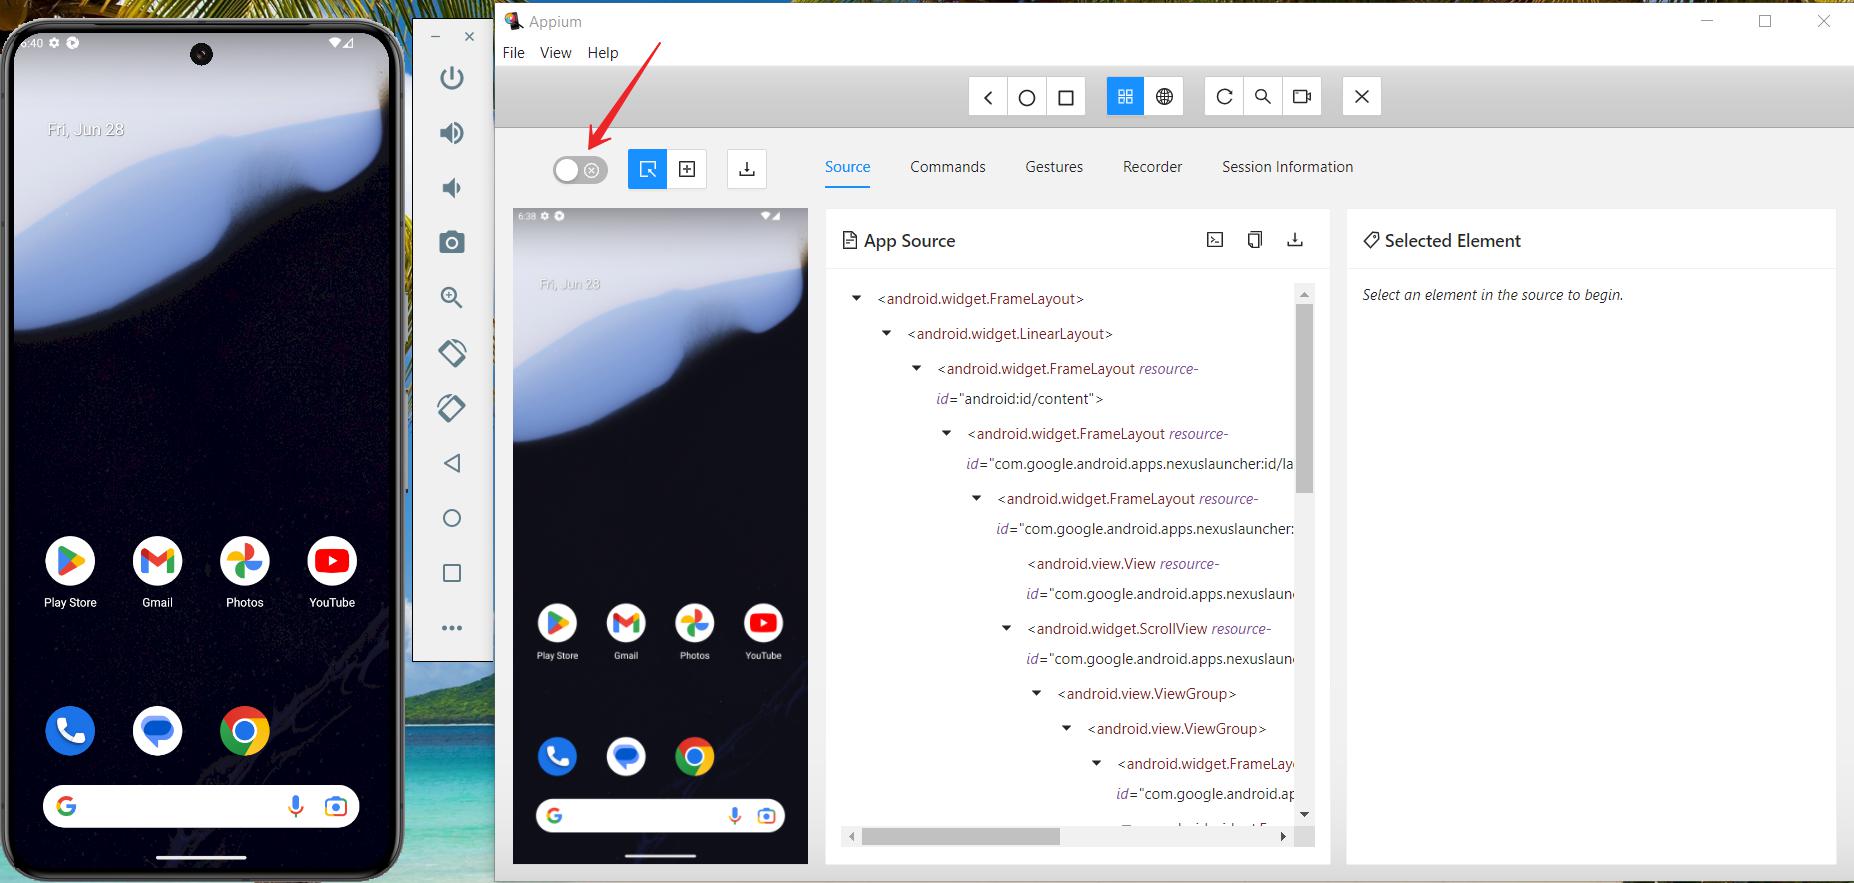 6:40
Fri, Jun 28
Play Store
Gmail
Photos
YouTube
Appium
File
View
Help
Source
Commands
Gestures
Recorder
Session Information
6:38
Fri, Jun 28
Play Store
Gmail
Photos
YouTube
App Source
<android.widget.FrameLayout>
<android.widget.LinearLayout>
<android.widget.FrameLayout resource-
id="android:id/content">
<android.widget.FrameLayout resource-
id="com.google.android.apps.nexuslauncher:id/la
<android.widget.FrameLayout resource-
id="com.google.android.apps.nexuslauncher:
<android.view.View resource-
id="com.google.android.apps.nexuslaun
<android.widget.ScrollView resource-
id="com.google.android.apps.nexuslaun
<android.view.ViewGroup>
<android.view.ViewGroup>
<android.widget.FrameLay
id="com.google.android.ap
Selected Element
Select an element in the source to begin.